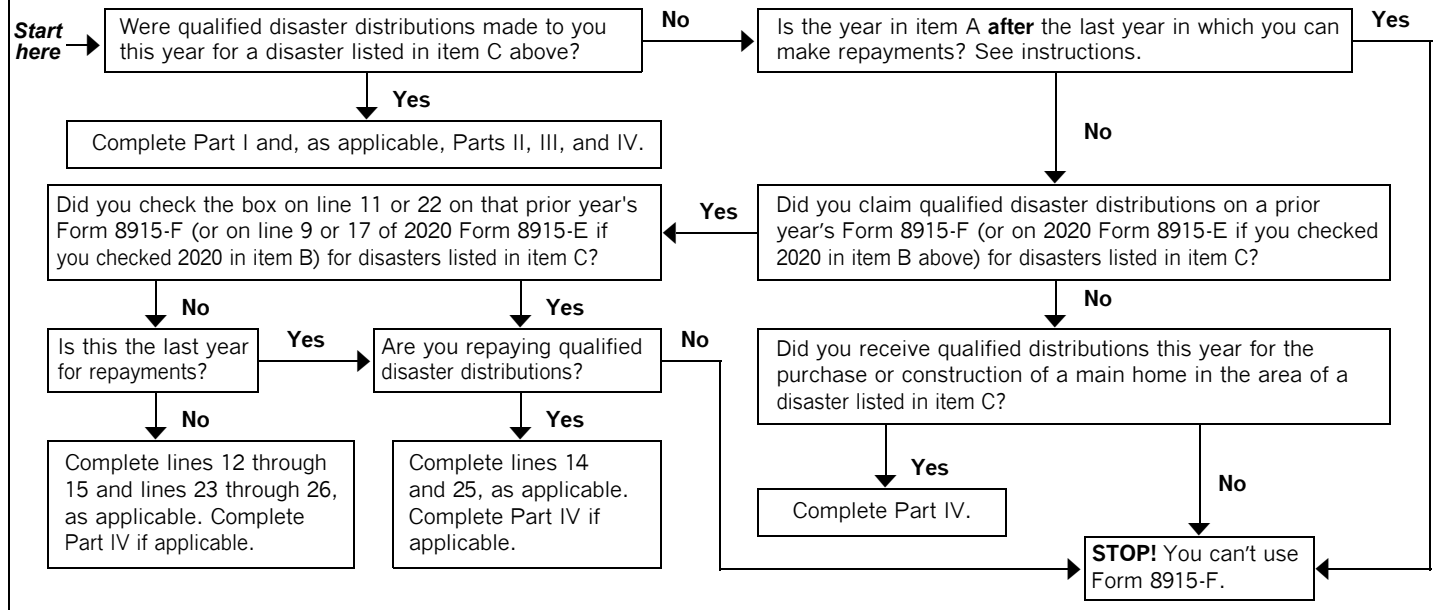 Start
here
Were qualified disaster distributions made to you
this year for a disaster listed in item C above?
No
Is the year in item A after the last year in which you can
make repayments? See instructions.
Yes
Yes
Complete Part I and, as applicable, Parts II, III, and IV.
No
Did you check the box on line 11 or 22 on that prior year's
Form 8915-F (or on line 9 or 17 of 2020 Form 8915-E if
you checked 2020 in item B) for disasters listed in item C?
Yes
Did you claim qualified disaster distributions on a prior
year's Form 8915-F (or on 2020 Form 8915-E if you checked
2020 in item B above) for disasters listed in item C?
No
Yes
No
Is this the last year
for repayments?
Yes
Are you repaying qualified
disaster distributions?
No
Did you receive qualified distributions this year for the
purchase or construction of a main home in the area of a
disaster listed in item C?
No
Yes
Complete lines 12 through
15 and lines 23 through 26,
as applicable. Complete
Part IV if applicable.
Complete lines 14
and 25, as applicable.
Complete Part IV if
applicable.
Yes
No
Complete Part IV.
STOP! You can't use
Form 8915-F.